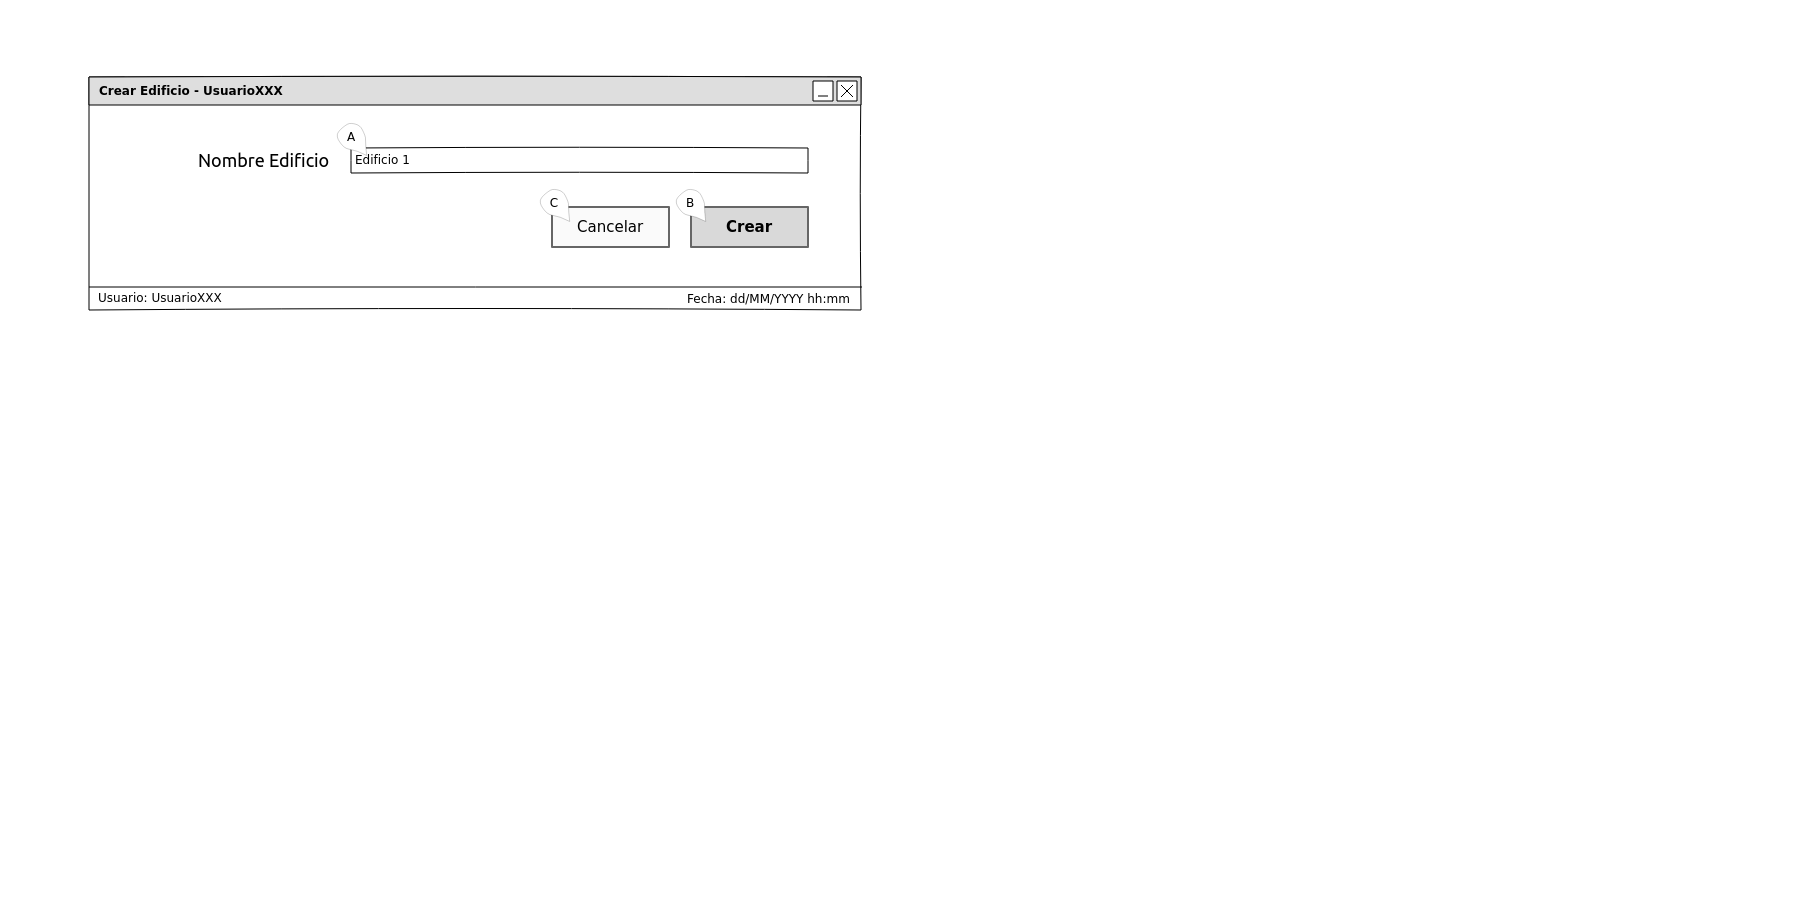 Crear Edificio - UsuarioXXX
A
Nombre Edificio
Edificio 1
C
Cancelar
B
Crear
Usuario: UsuarioXXX
Fecha: dd/MM/YYYY hh:mm